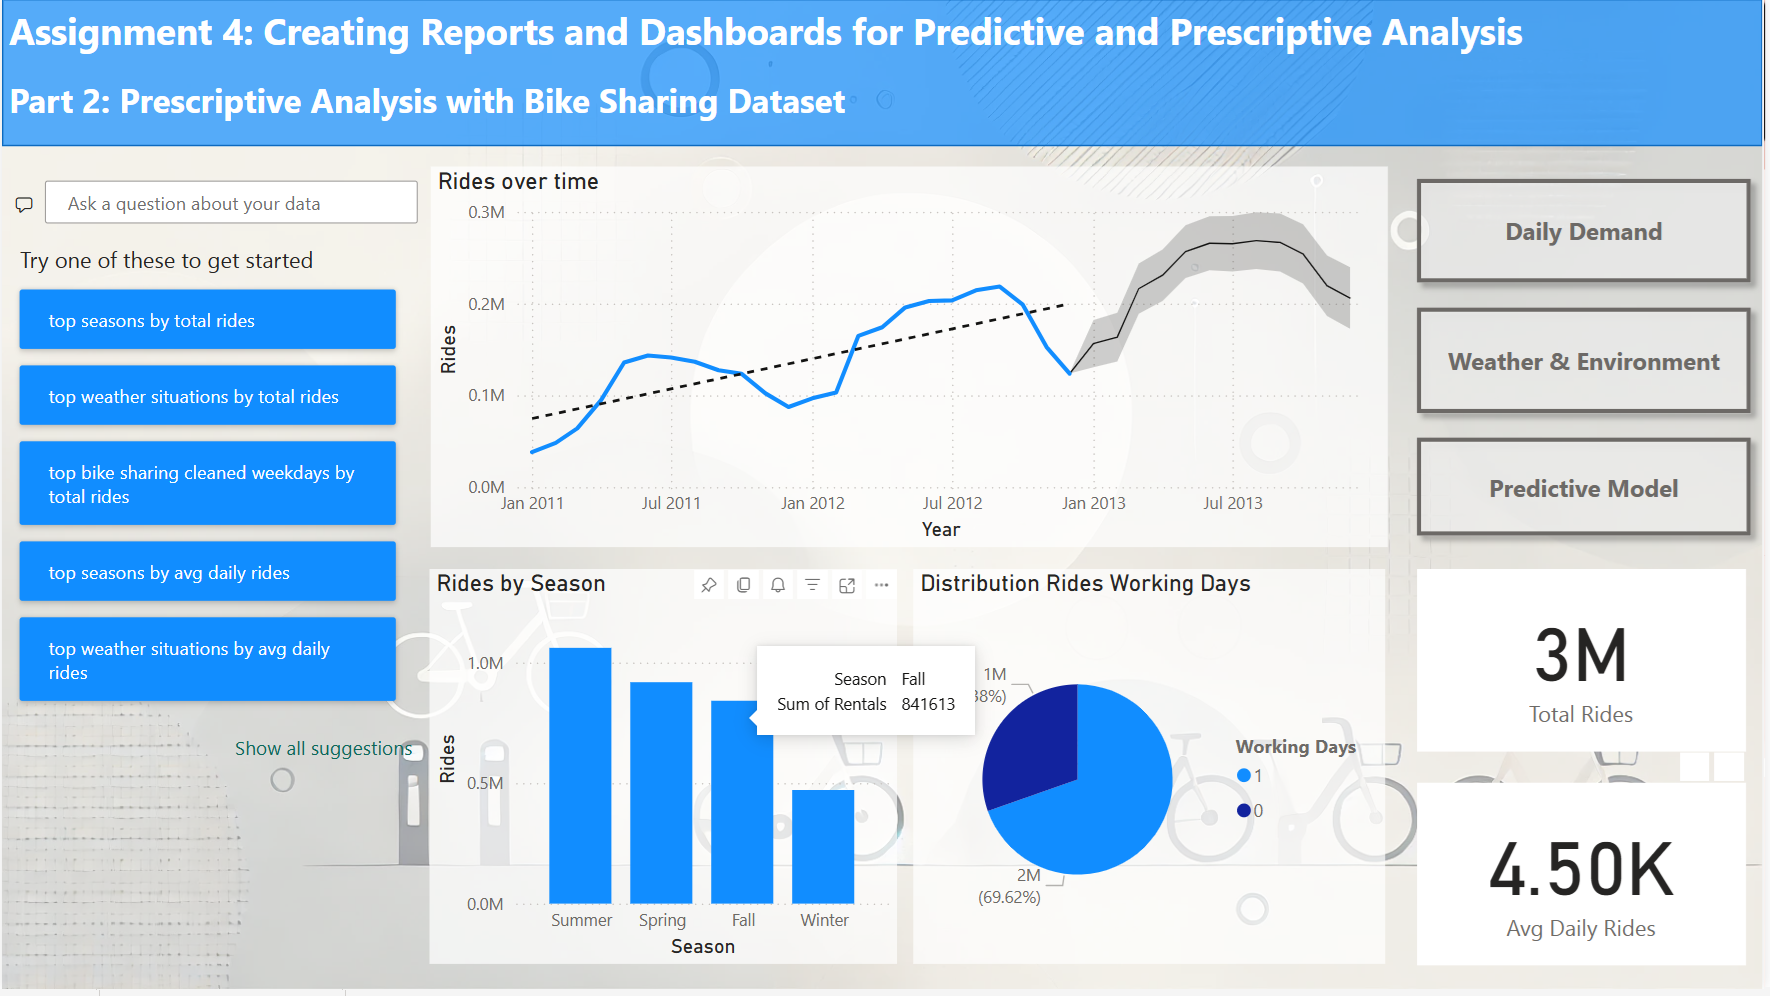 Assignment 4: Creating Reports and Dashboards for Predictive and Prescriptive Analysis
Part 2: Prescriptive Analysis with Bike Sharing Dataset
Ask a question about your data
Try one of these to get started
top seasons by total rides
top weather situations by total rides
top bike sharing cleaned weekdays by
total rides
top seasons by avg daily rides
top weather situations by avg daily
rides
Show all suggestions
Rides over time
Rides
0.3M
0.2M
0.1M
0.0M
Jan 2011
Jul 2011
Jan 2012
Jul 2012
Jan 2013
Jul 2013
Year
Daily Demand
Weather & Environment
Predictive Model
Rides by Season
Rides
1.0M
0.5M
0.0M
Summer
Spring
Fall
Winter
Season
Season Fall
Sum of Rentals 841613
Distribution Rides Working Days
1M
38%)
2M
(69.62%)
Working Days
1
0
3M
Total Rides
4.50K
Avg Daily Rides